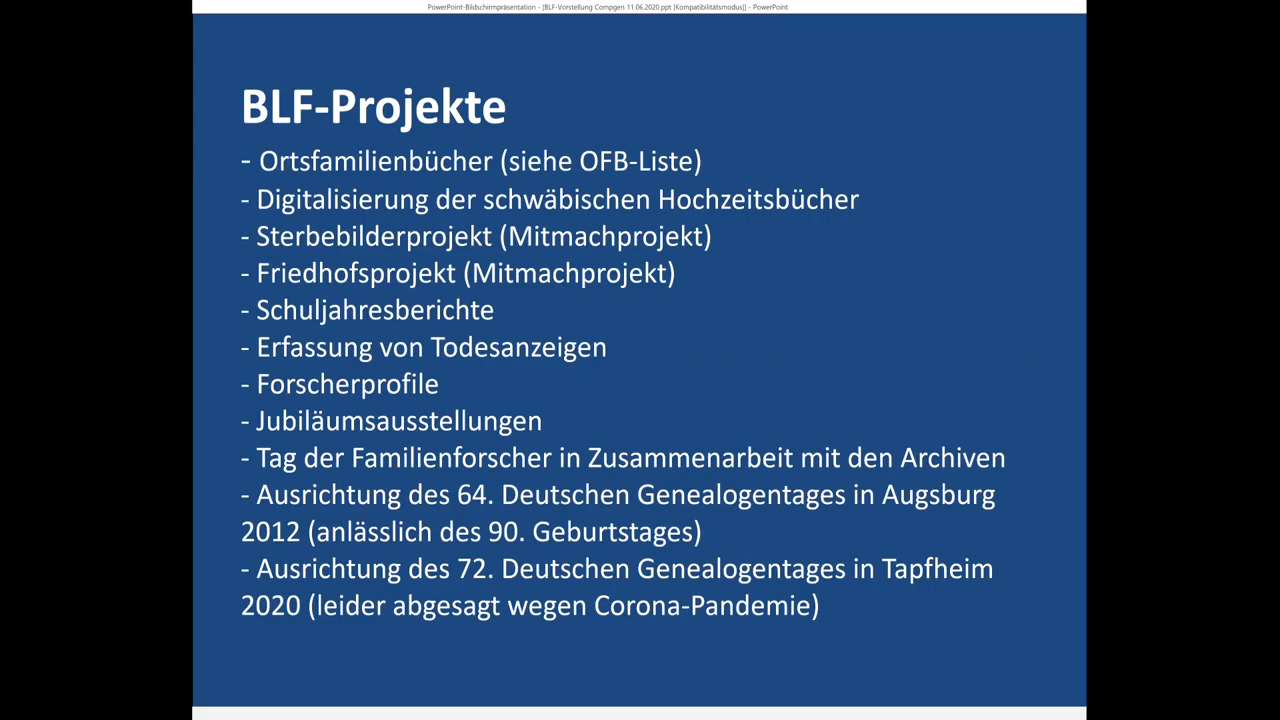 PowerPoint-Bildschirmpräsentation - [BLF-Vorstellung Compgen 11.06.2020.ppt [Kompatibilitätsmodus]] - PowerPoint
BLF-Projekte
- Ortsfamilienbücher (siehe OFB-Liste)
- Digitalisierung der schwäbischen Hochzeitsbücher
- Sterbebilderprojekt (Mitmachprojekt)
- Friedhofsprojekt (Mitmachprojekt)
- Schuljahresberichte
- Erfassung von Todesanzeigen
- Forscherprofile
- Jubiläumsausstellungen
- Tag der Familienforscher in Zusammenarbeit mit den Archiven
- Ausrichtung des 64. Deutschen Genealogentages in Augsburg
2012 (anlässlich des 90. Geburtstages)
- Ausrichtung des 72. Deutschen Genealogentages in Tapfheim
2020 (leider abgesagt wegen Corona-Pandemie)